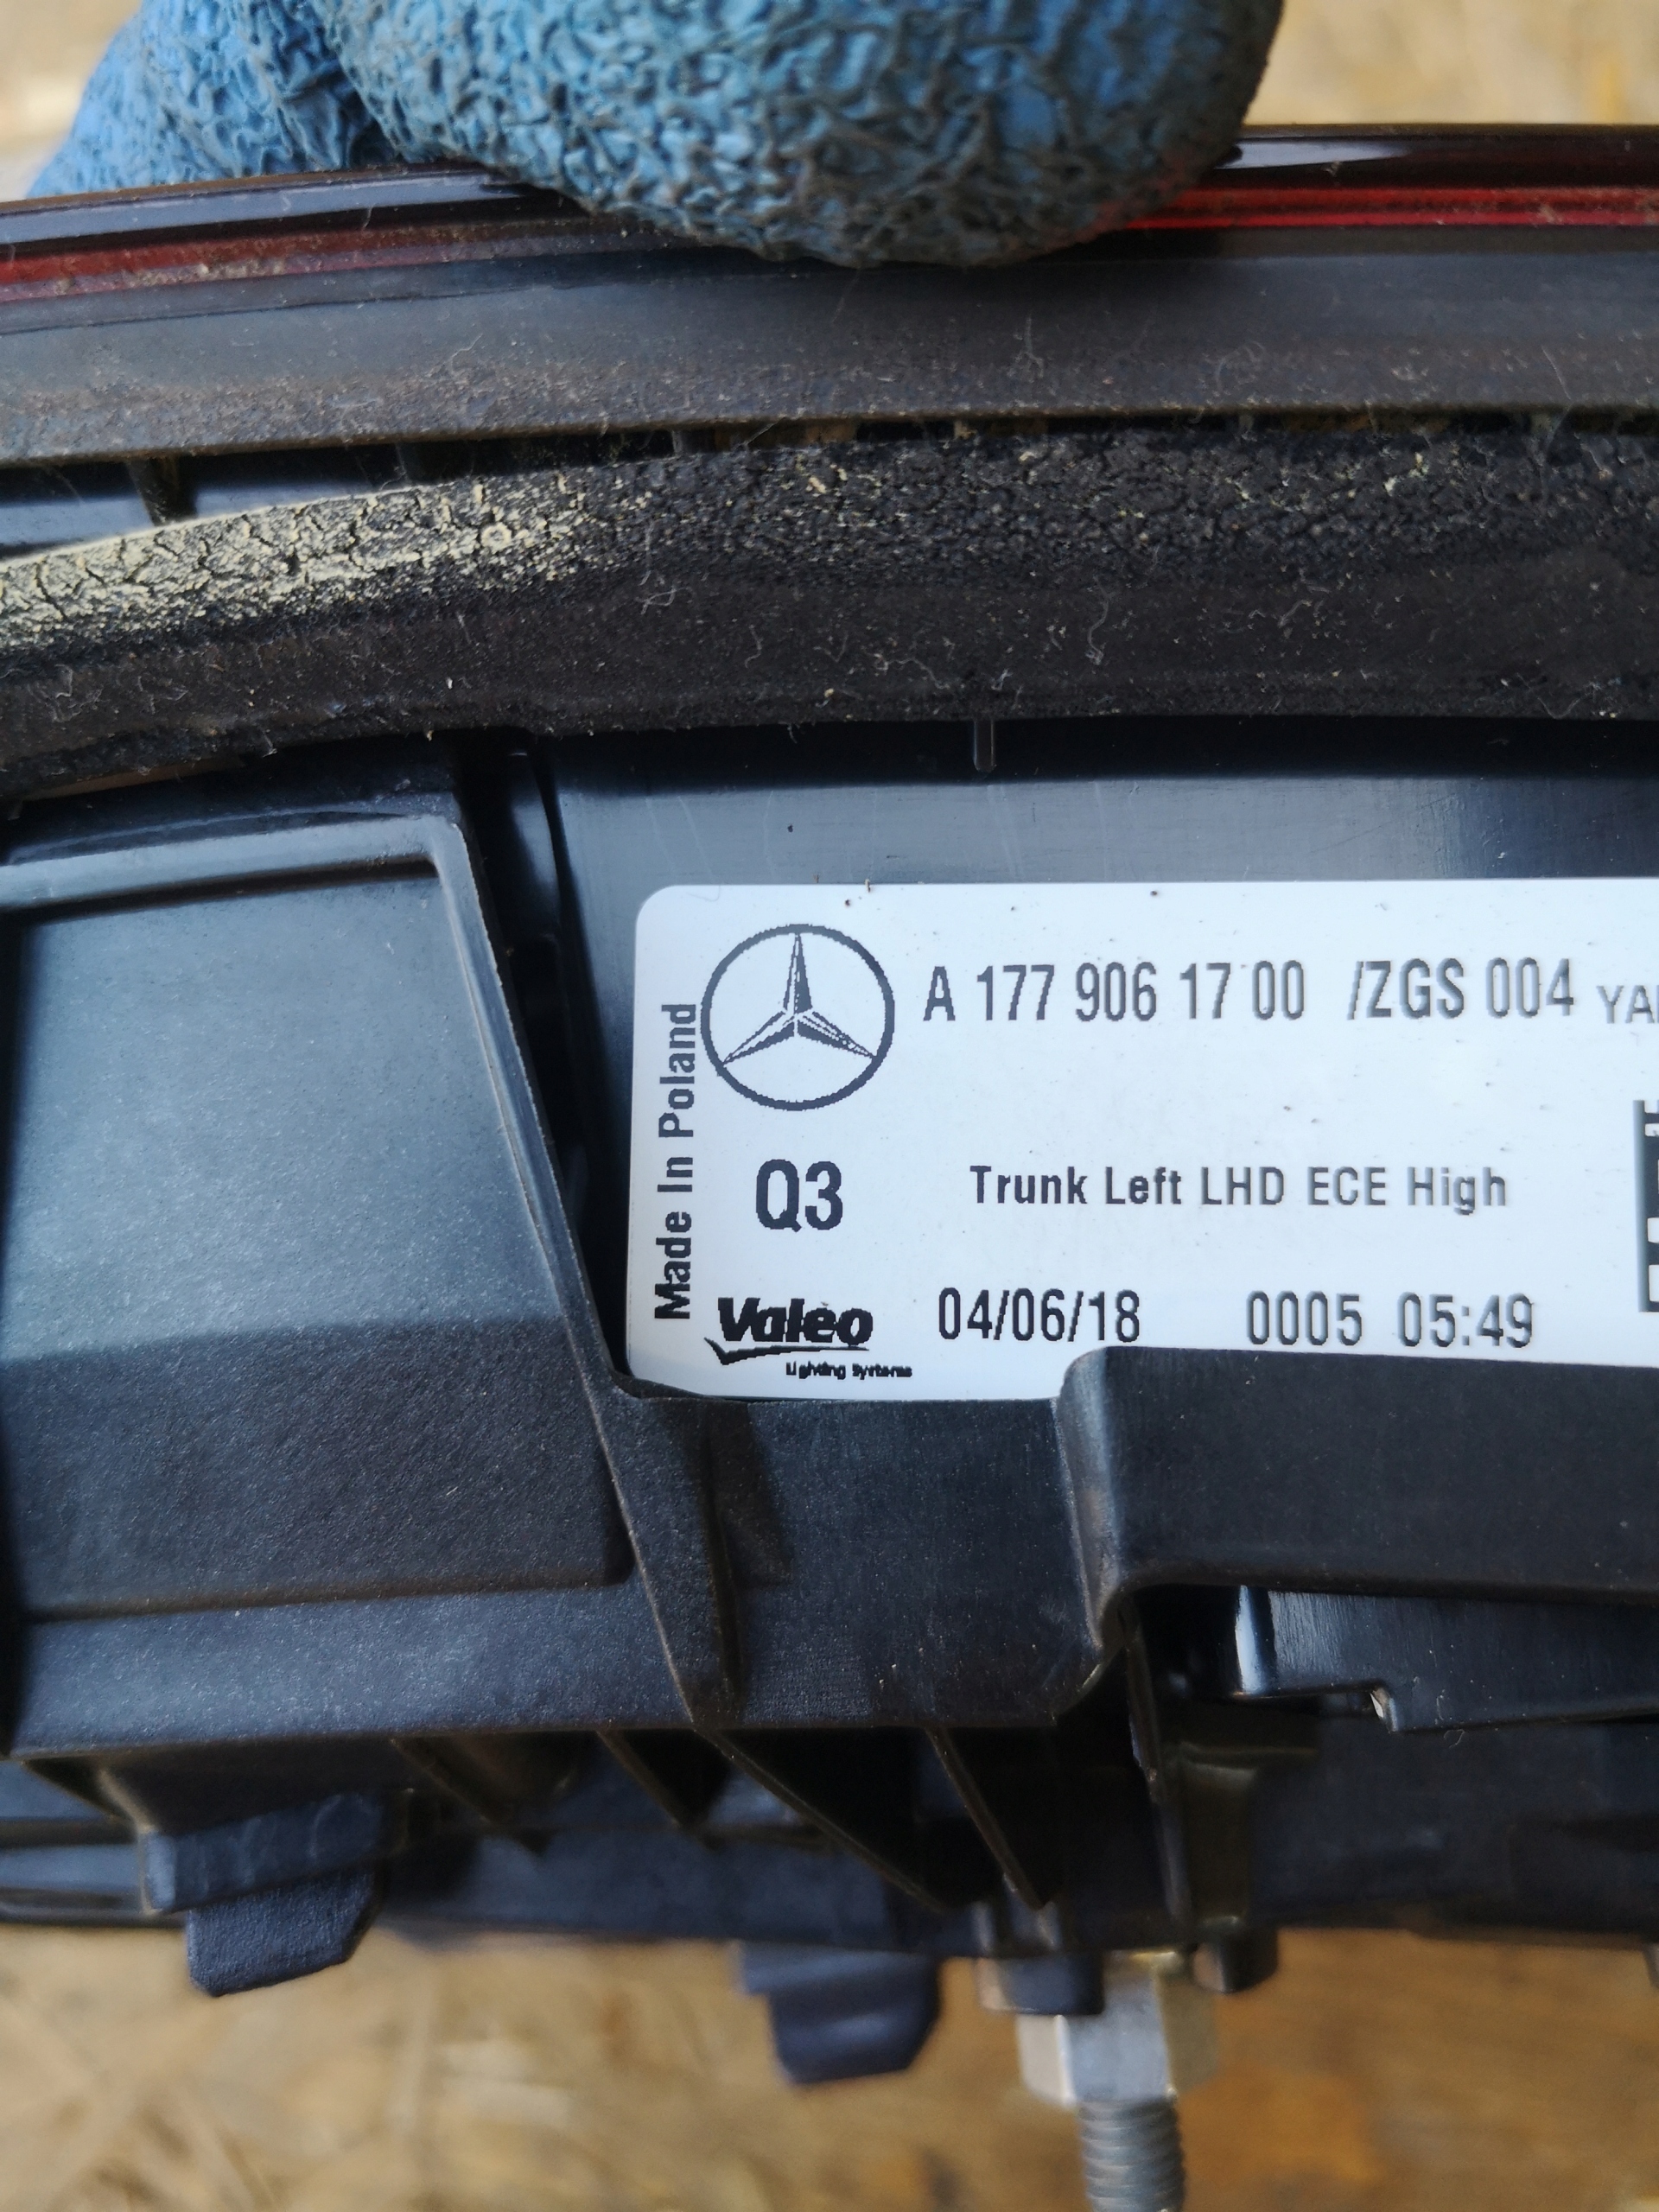 A 177 906 17 00 /ZGS 004
Made In Poland
Q3
Trunk Left LHD ECE High
Valeo
Lighting Systems
04/06/18 0005 05:49